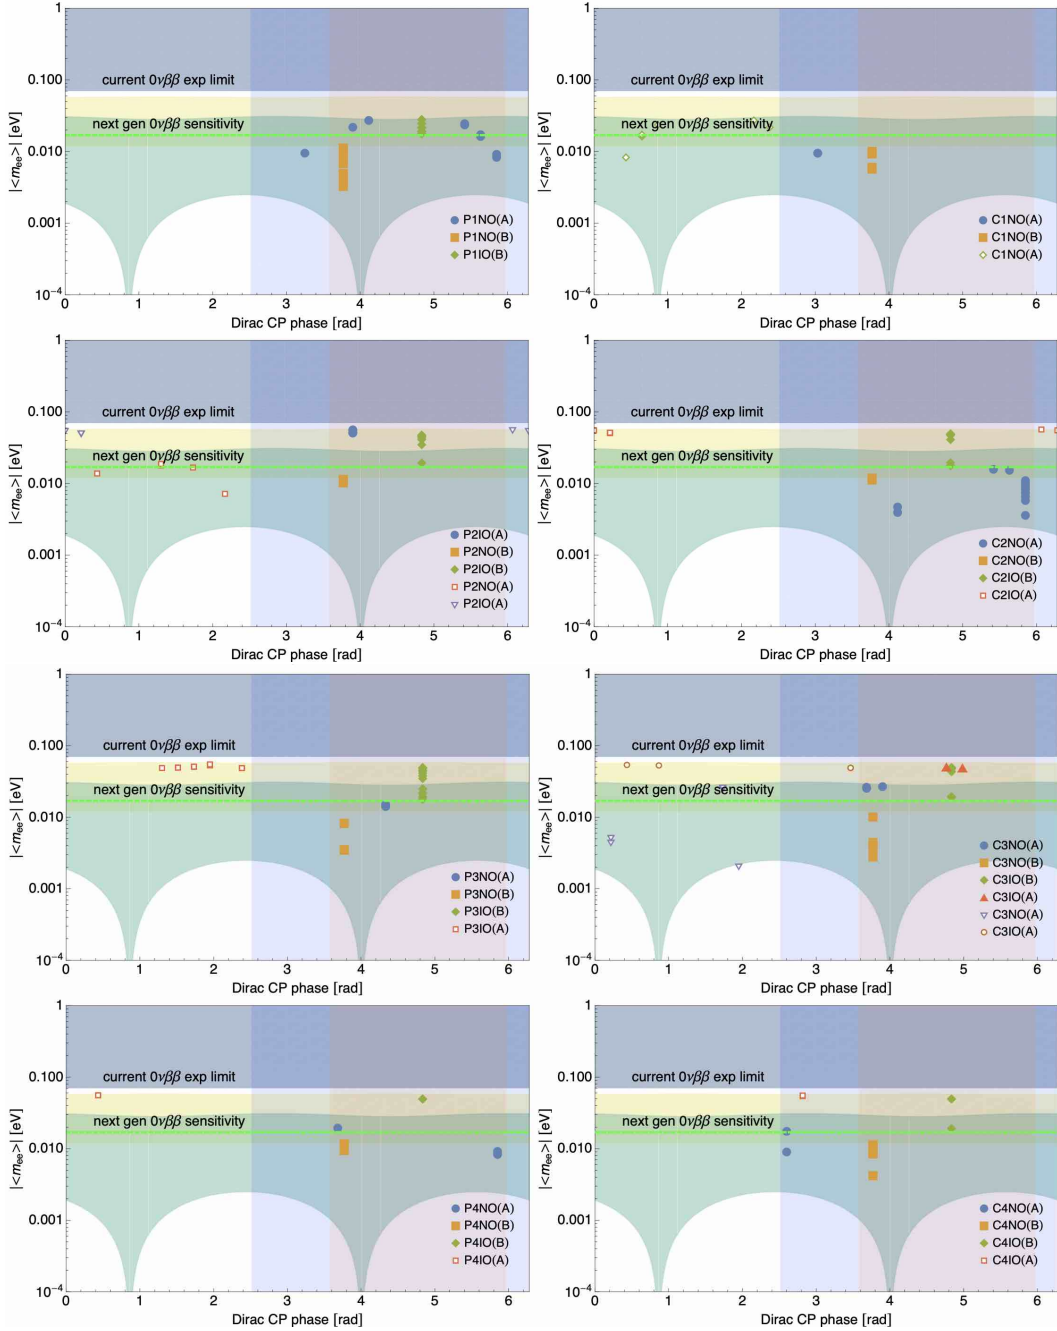 1
0.100
0.010
0.001
10⁻⁴
|<m_ee>| [eV]
current 0νββ exp limit
next gen 0νββ sensitivity
P1NO(A)
P1NO(B)
P1IO(B)
0 1 2 3 4 5 6
Dirac CP phase [rad]
1
0.100
0.010
0.001
10⁻⁴
|<m_ee>| [eV]
current 0νββ exp limit
next gen 0νββ sensitivity
C1NO(A)
C1NO(B)
C1NO(A)
0 1 2 3 4 5 6
Dirac CP phase [rad]
1
0.100
0.010
0.001
10⁻⁴
|<m_ee>| [eV]
current 0νββ exp limit
next gen 0νββ sensitivity
P2IO(A)
P2NO(B)
P2IO(B)
P2NO(A)
P2IO(A)
0 1 2 3 4 5 6
Dirac CP phase [rad]
1
0.100
0.010
0.001
10⁻⁴
|<m_ee>| [eV]
current 0νββ exp limit
next gen 0νββ sensitivity
C2NO(A)
C2NO(B)
C2IO(B)
C2IO(A)
0 1 2 3 4 5 6
Dirac CP phase [rad]
1
0.100
0.010
0.001
10⁻⁴
|<m_ee>| [eV]
current 0νββ exp limit
next gen 0νββ sensitivity
P3NO(A)
P3NO(B)
P3IO(B)
P3IO(A)
0 1 2 3 4 5 6
Dirac CP phase [rad]
1
0.100
0.010
0.001
10⁻⁴
|<m_ee>| [eV]
current 0νββ exp limit
next gen 0νββ sensitivity
C3NO(A)
C3NO(B)
C3IO(B)
C3IO(A)
C3NO(A)
C3IO(A)
0 1 2 3 4 5 6
Dirac CP phase [rad]
1
0.100
0.010
0.001
10⁻⁴
|<m_ee>| [eV]
current 0νββ exp limit
next gen 0νββ sensitivity
P4NO(A)
P4NO(B)
P4IO(B)
P4IO(A)
0 1 2 3 4 5 6
Dirac CP phase [rad]
1
0.100
0.010
0.001
10⁻⁴
|<m_ee>| [eV]
current 0νββ exp limit
next gen 0νββ sensitivity
C4NO(A)
C4NO(B)
C4IO(B)
C4IO(A)
0 1 2 3 4 5 6
Dirac CP phase [rad]